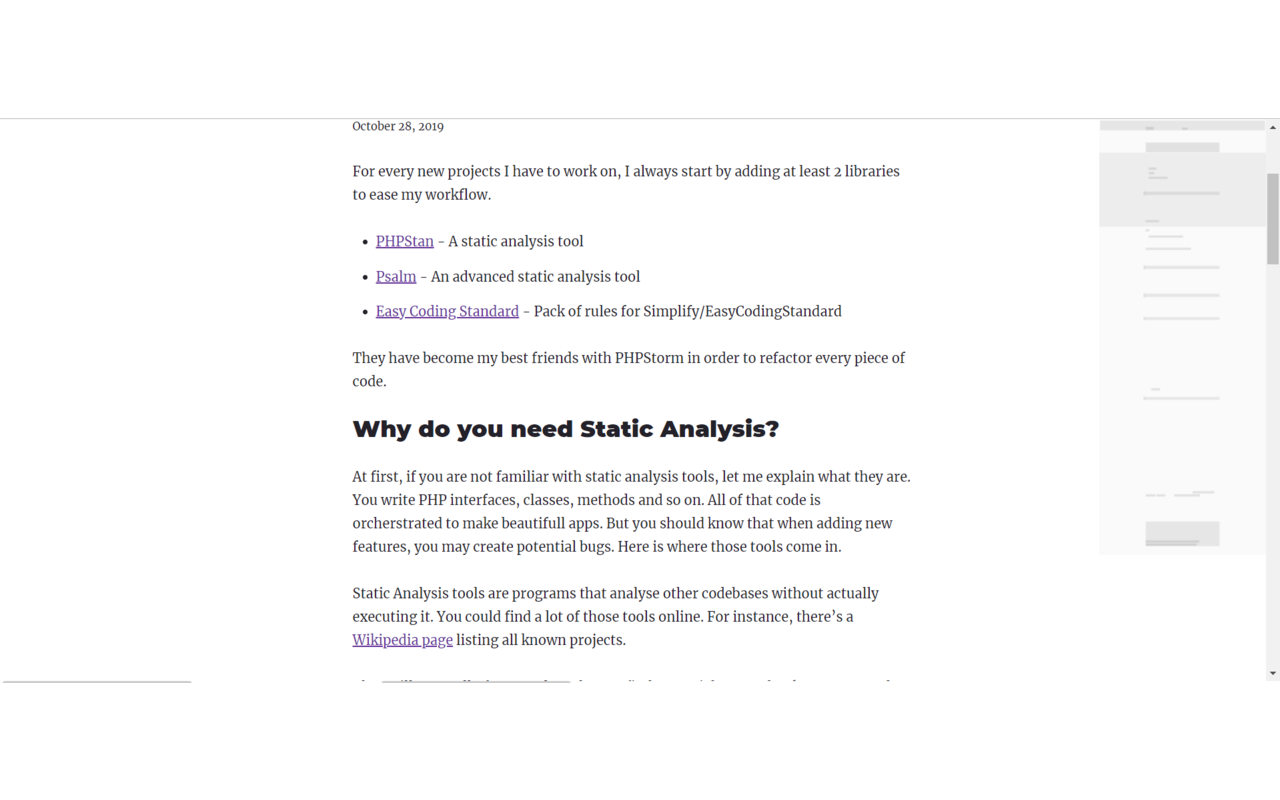 October 28, 2019
For every new projects I have to work on, I always start by adding at least 2 libraries
to ease my workflow.
• PHPStan - A static analysis tool
• Psalm - An advanced static analysis tool
• Easy Coding Standard - Pack of rules for Simplify/EasyCodingStandard
They have become my best friends with PHPStorm in order to refactor every piece of
code.
Why do you need Static Analysis?
At first, if you are not familiar with static analysis tools, let me explain what they are.
You write PHP interfaces, classes, methods and so on. All of that code is
orcherstrated to make beautifull apps. But you should know that when adding new
features, you may create potential bugs. Here is where those tools come in.
Static Analysis tools are programs that analyse other codebases without actually
executing it. You could find a lot of those tools online. For instance, there’s a
Wikipedia page listing all known projects.